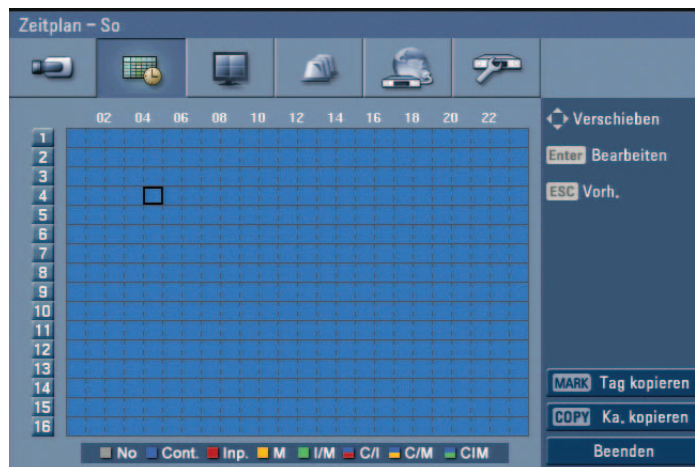 Zeitplan – So
02 04 06 08 10 12 14 16 18 20 22
1
2
3
4
5
6
7
8
9
10
11
12
13
14
15
16
No Cont. Inp. M I/M C/I C/M CIM
Verschieben
Enter Bearbeiten
ESC Vorh.
MARK Tag kopieren
COPY Ka. kopieren
Beenden